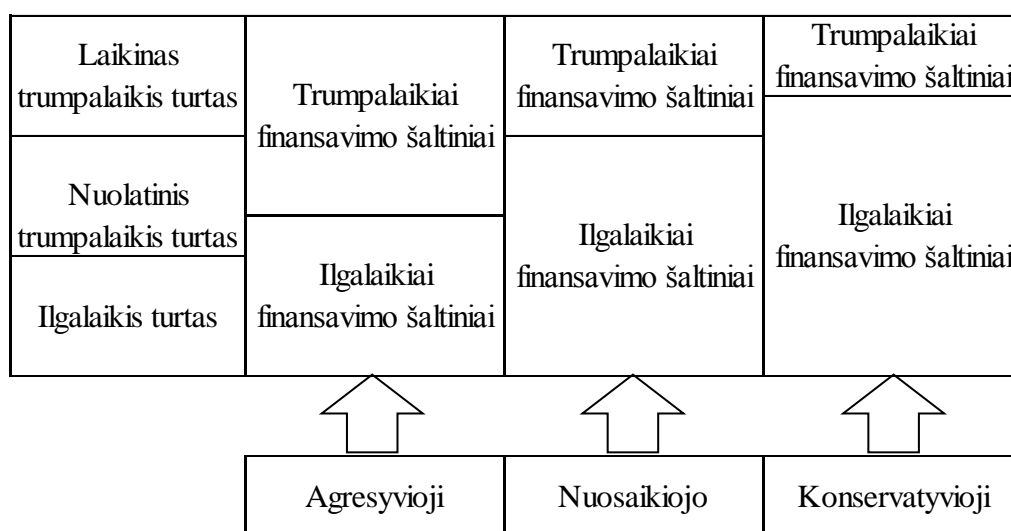 Laikinas
trumpalaikis turtas
Nuolatinis
trumpalaikis turtas
Ilgalaikis turtas
Trumpalaikiai
finansavimo šaltiniai
Ilgalaikiai
finansavimo šaltiniai
Trumpalaikiai
finansavimo šaltiniai
Ilgalaikiai
finansavimo šaltiniai
Trumpalaikiai
finansavimo šaltiniai
Ilgalaikiai
finansavimo šaltiniai
Agresyvioji
Nuosaikiojo
Konservatyvioji